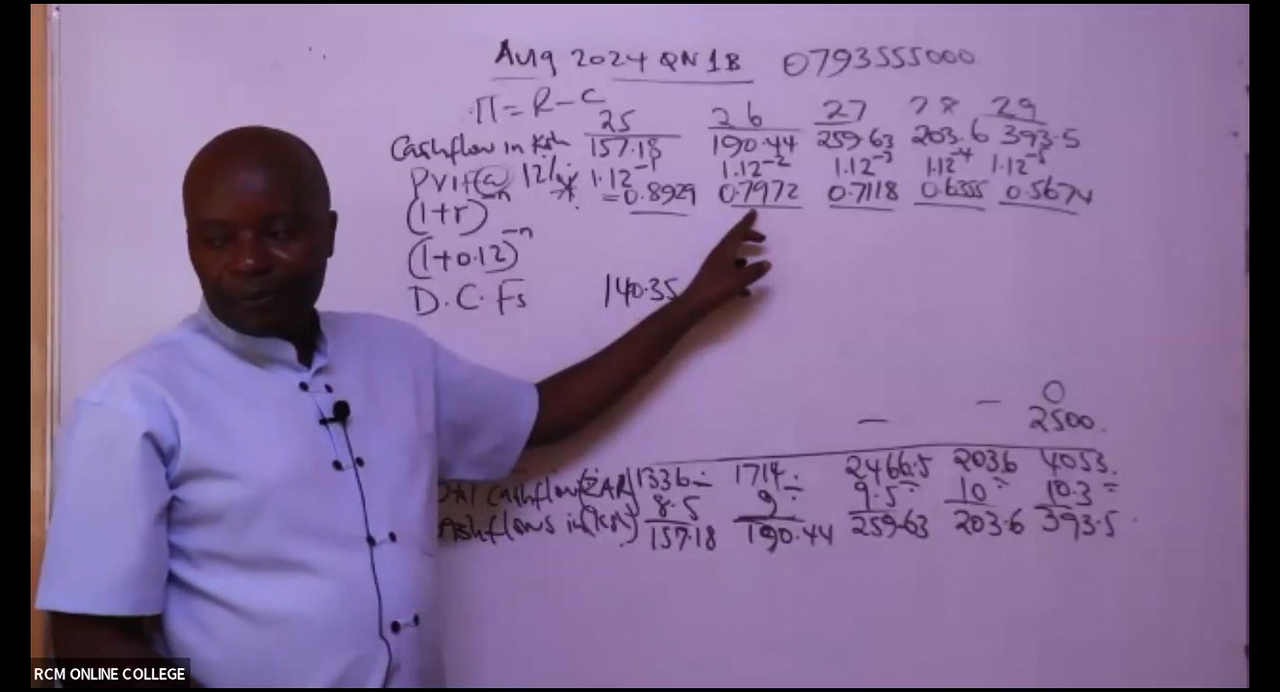 Aug 2024 QN 1B 0793555000
Π = R - C
25 26 27 28 29
Cashflow in Ksh 157.18 190.44 259.63 203.6 393.5
PVIF@ 12% 1.12⁻¹ 1.12⁻² 1.12⁻³ 1.12⁻⁴ 1.12⁻⁵
= 0.8929 0.7972 0.7118 0.6355 0.5674
(1+r)⁻ⁿ
(1+0.12)⁻ⁿ
D.C.Fs 140.35
0
— — 2500.
Cashflow (ZAR) 1336 1714 2466.5 2036 4053
8.5 9 9.5 10 10.3
Cashflows in (Ksh) 157.18 190.44 259.63 203.6 393.5
RCM ONLINE COLLEGE